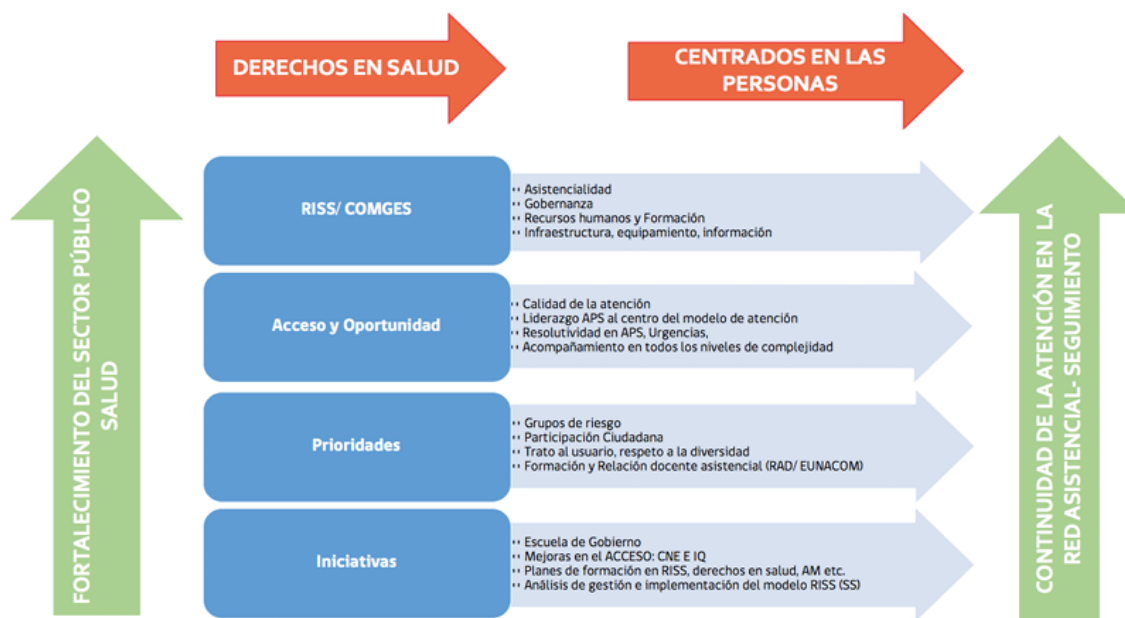 DERECHOS EN SALUD
CENTRADOS EN LAS
PERSONAS
FORTALECIMIENTO DEL SECTOR PÚBLICO
SALUD
RISS/ COMGES
·· Asistencialidad
·· Gobernanza
·· Recursos humanos y Formación
·· Infraestructura, equipamiento, información
Acceso y Oportunidad
·· Calidad de la atención
·· Liderazgo APS al centro del modelo de atención
·· Resolutividad en APS, Urgencias,
·· Acompañamiento en todos los niveles de complejidad
Prioridades
·· Grupos de riesgo
·· Participación Ciudadana
·· Trato al usuario, respeto a la diversidad
·· Formación y Relación docente asistencial (RAD/ EUNACOM)
Iniciativas
·· Escuela de Gobierno
·· Mejoras en el ACCESO: CNE E IQ
·· Planes de formación en RISS, derechos en salud, AM etc.
·· Análisis de gestión e implementación del modelo RISS (SS)
CONTINUIDAD DE LA ATENCIÓN EN  LA
RED ASISTENCIAL- SEGUIMIENTO